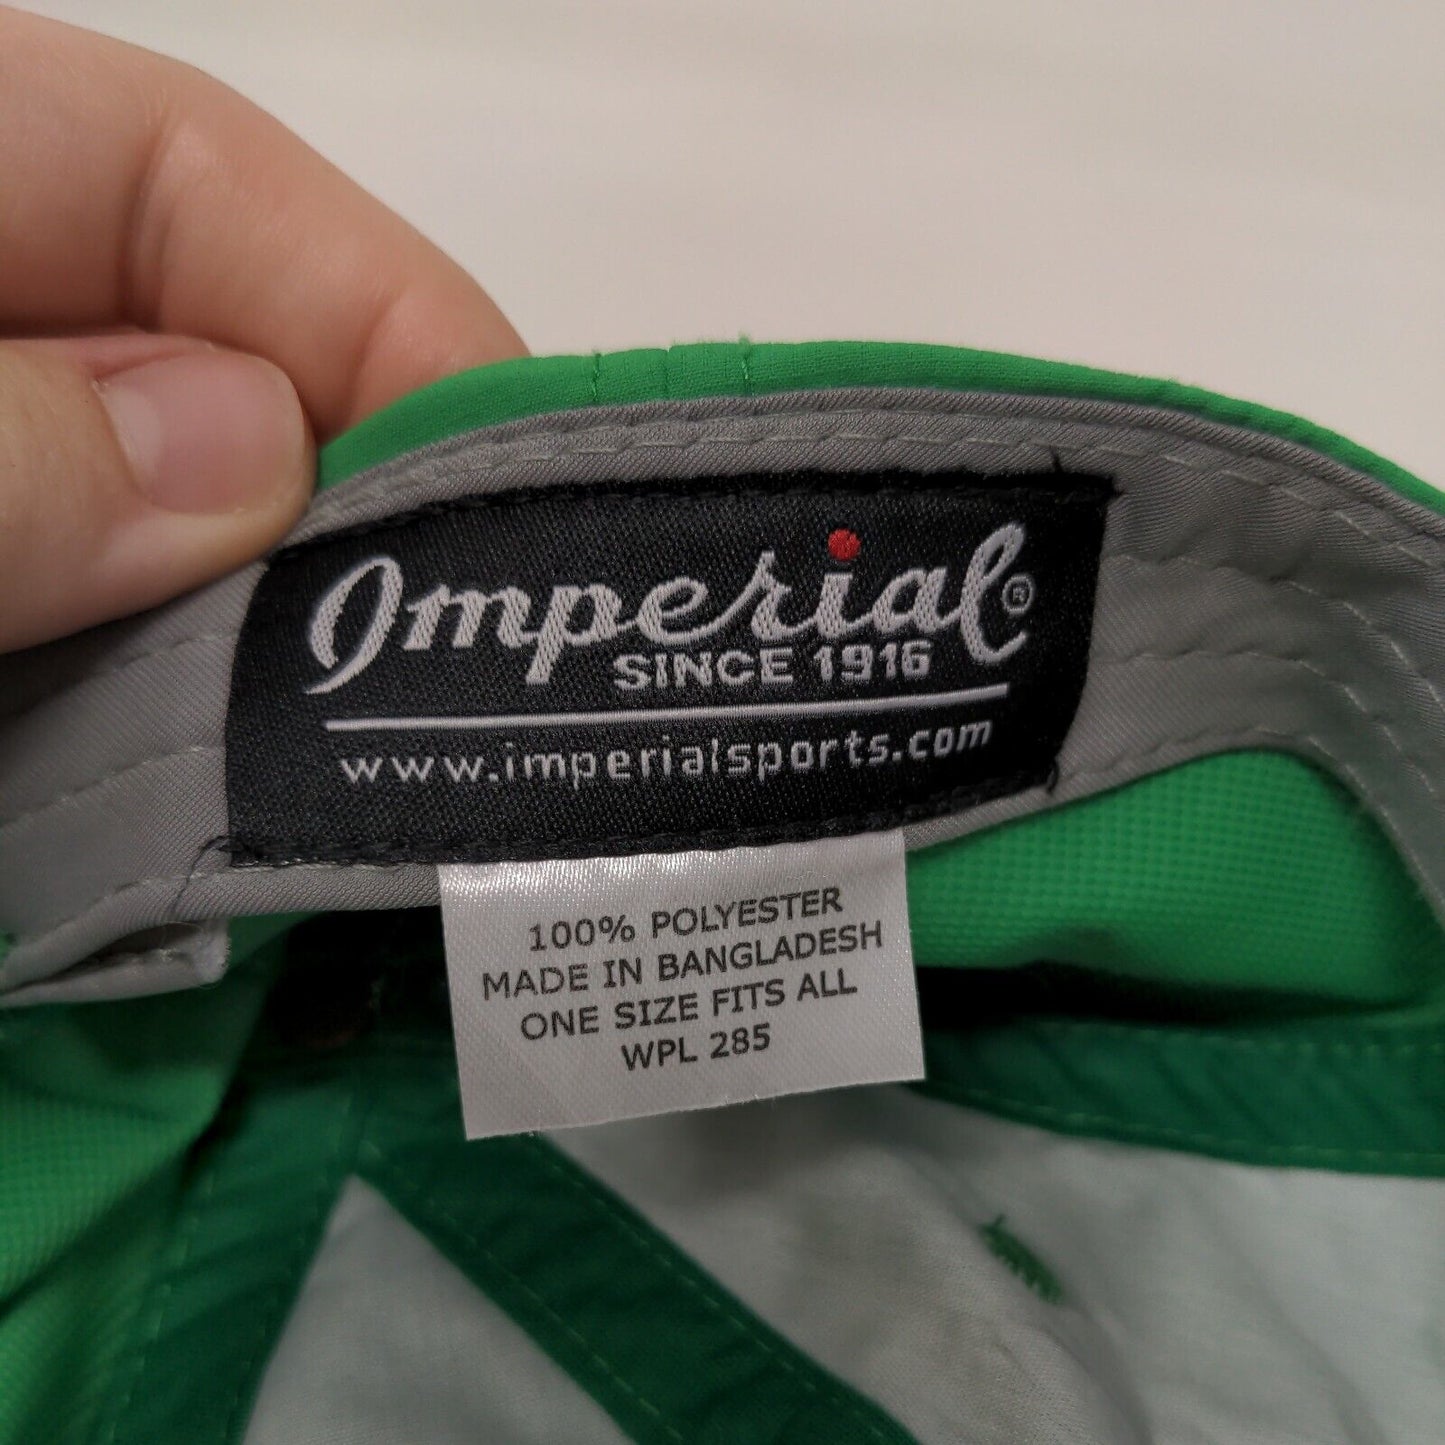 Imperial®
SINCE 1916
www.imperialsports.com
100% POLYESTER
MADE IN BANGLADESH
ONE SIZE FITS ALL
WPL 285